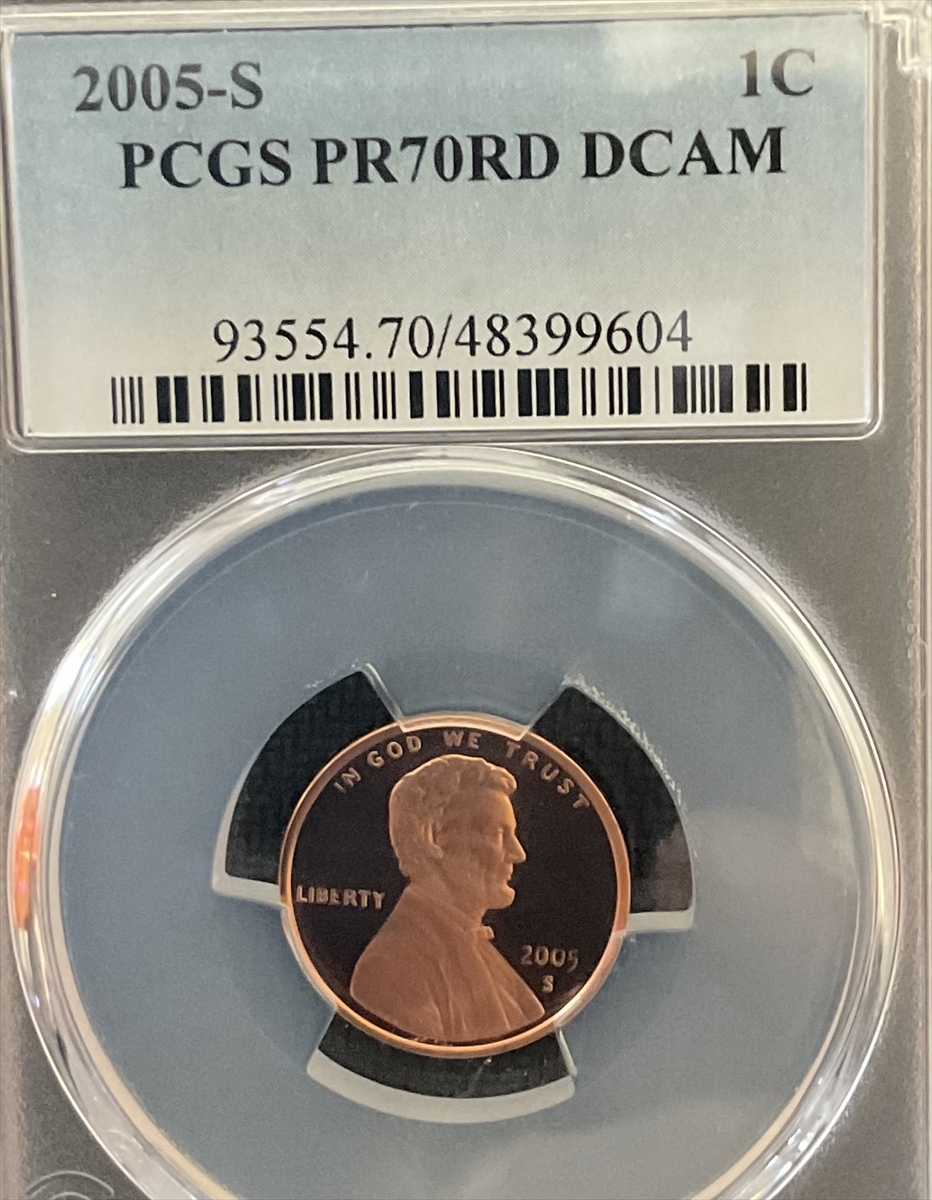 2005-S 1C
PCGS PR70RD DCAM
93554.70/48399604
IN GOD WE TRUST
LIBERTY
2005
S